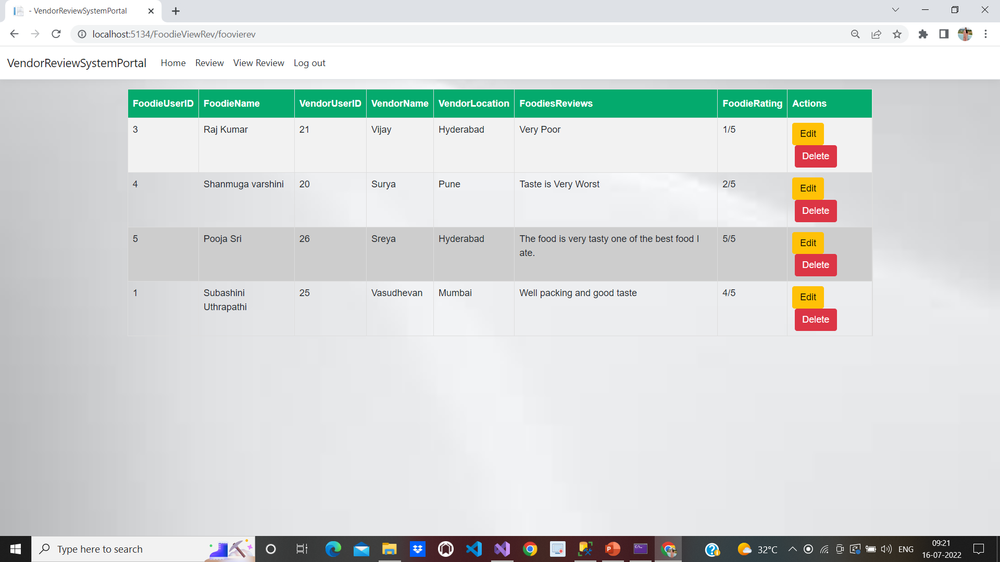 - VendorReviewSystemPortal
localhost:5134/FoodieViewRev/foovierev
VendorReviewSystemPortal Home Review View Review Log out
FoodieUserID FoodieName VendorUserID VendorName VendorLocation FoodiesReviews FoodieRating Actions
3 Raj Kumar 21 Vijay Hyderabad Very Poor 1/5 Edit
Delete
4 Shanmuga varshini 20 Surya Pune Taste is Very Worst 2/5 Edit
Delete
5 Pooja Sri 26 Sreya Hyderabad The food is very tasty one of the best food I 5/5 Edit
ate.
Delete
1 Subashini 25 Vasudhevan Mumbai Well packing and good taste 4/5 Edit
Uthrapathi
Delete
Type here to search
32°C
ENG
09:21
16-07-2022